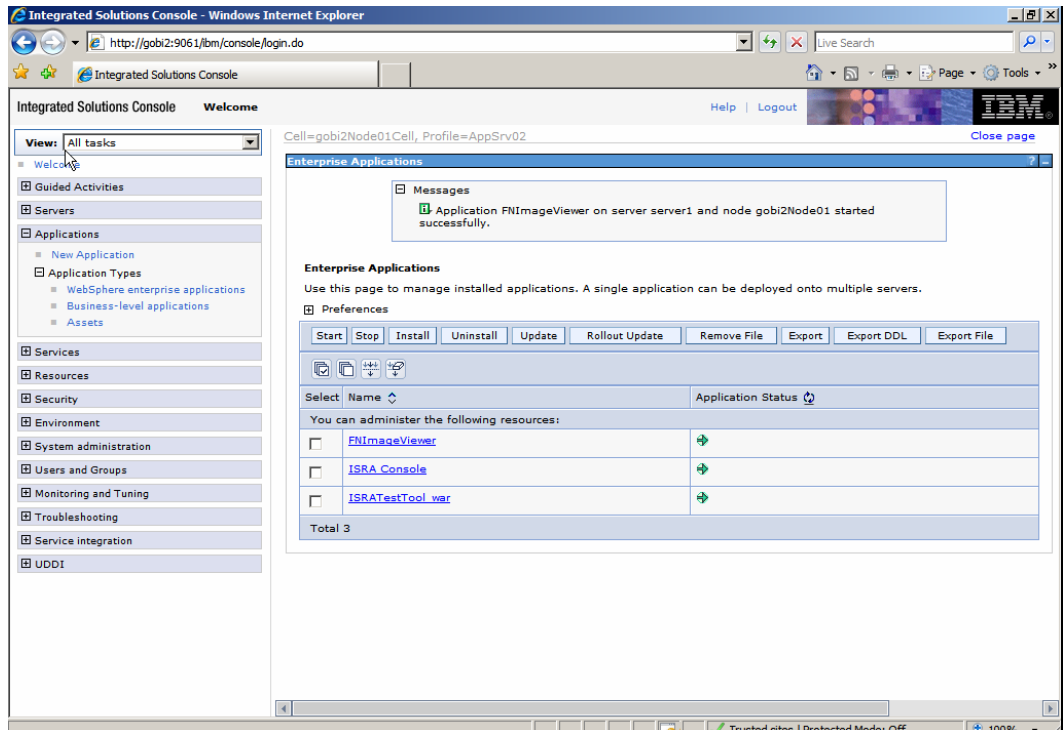 Integrated Solutions Console - Windows Internet Explorer
http://gobi2:9061/ibm/console/login.do
Live Search
Integrated Solutions Console
Page
Tools
»
Integrated Solutions Console Welcome
Help | Logout
IBM
View: All tasks
Cell=gobi2Node01Cell, Profile=AppSrv02
Close page
Welcome
Guided Activities
Servers
Applications
New Application
Application Types
WebSphere enterprise applications
Business-level applications
Assets
Services
Resources
Security
Environment
System administration
Users and Groups
Monitoring and Tuning
Troubleshooting
Service integration
UDDI
Enterprise Applications
? -
Messages
Application FNImageViewer on server server1 and node gobi2Node01 started
successfully.
Enterprise Applications
Use this page to manage installed applications. A single application can be deployed onto multiple servers.
Preferences
Start Stop Install Uninstall Update Rollout Update Remove File Export Export DDL Export File
Select Name Application Status
You can administer the following resources:
FNImageViewer
ISRA Console
ISRATestTool war
Total 3
Trusted sites | Protected Mode: Off
100%